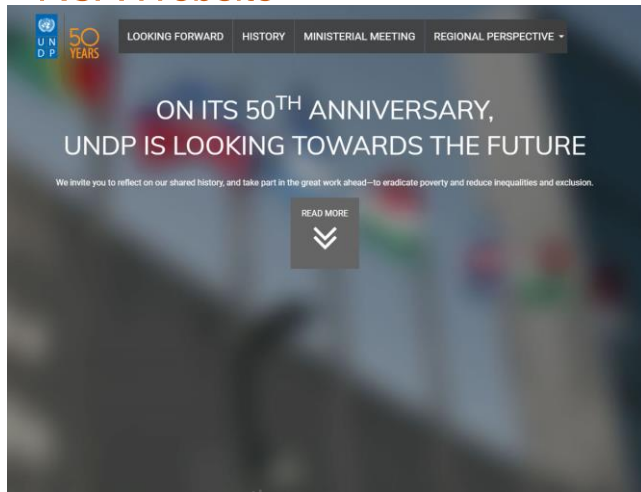 UN
DP
50
YEARS
LOOKING FORWARD HISTORY MINISTERIAL MEETING REGIONAL PERSPECTIVE
ON ITS 50TH ANNIVERSARY,
UNDP IS LOOKING TOWARDS THE FUTURE
We invite you to reflect on our shared history, and take part in the great work ahead—to eradicate poverty and reduce inequalities and exclusion.
READ MORE